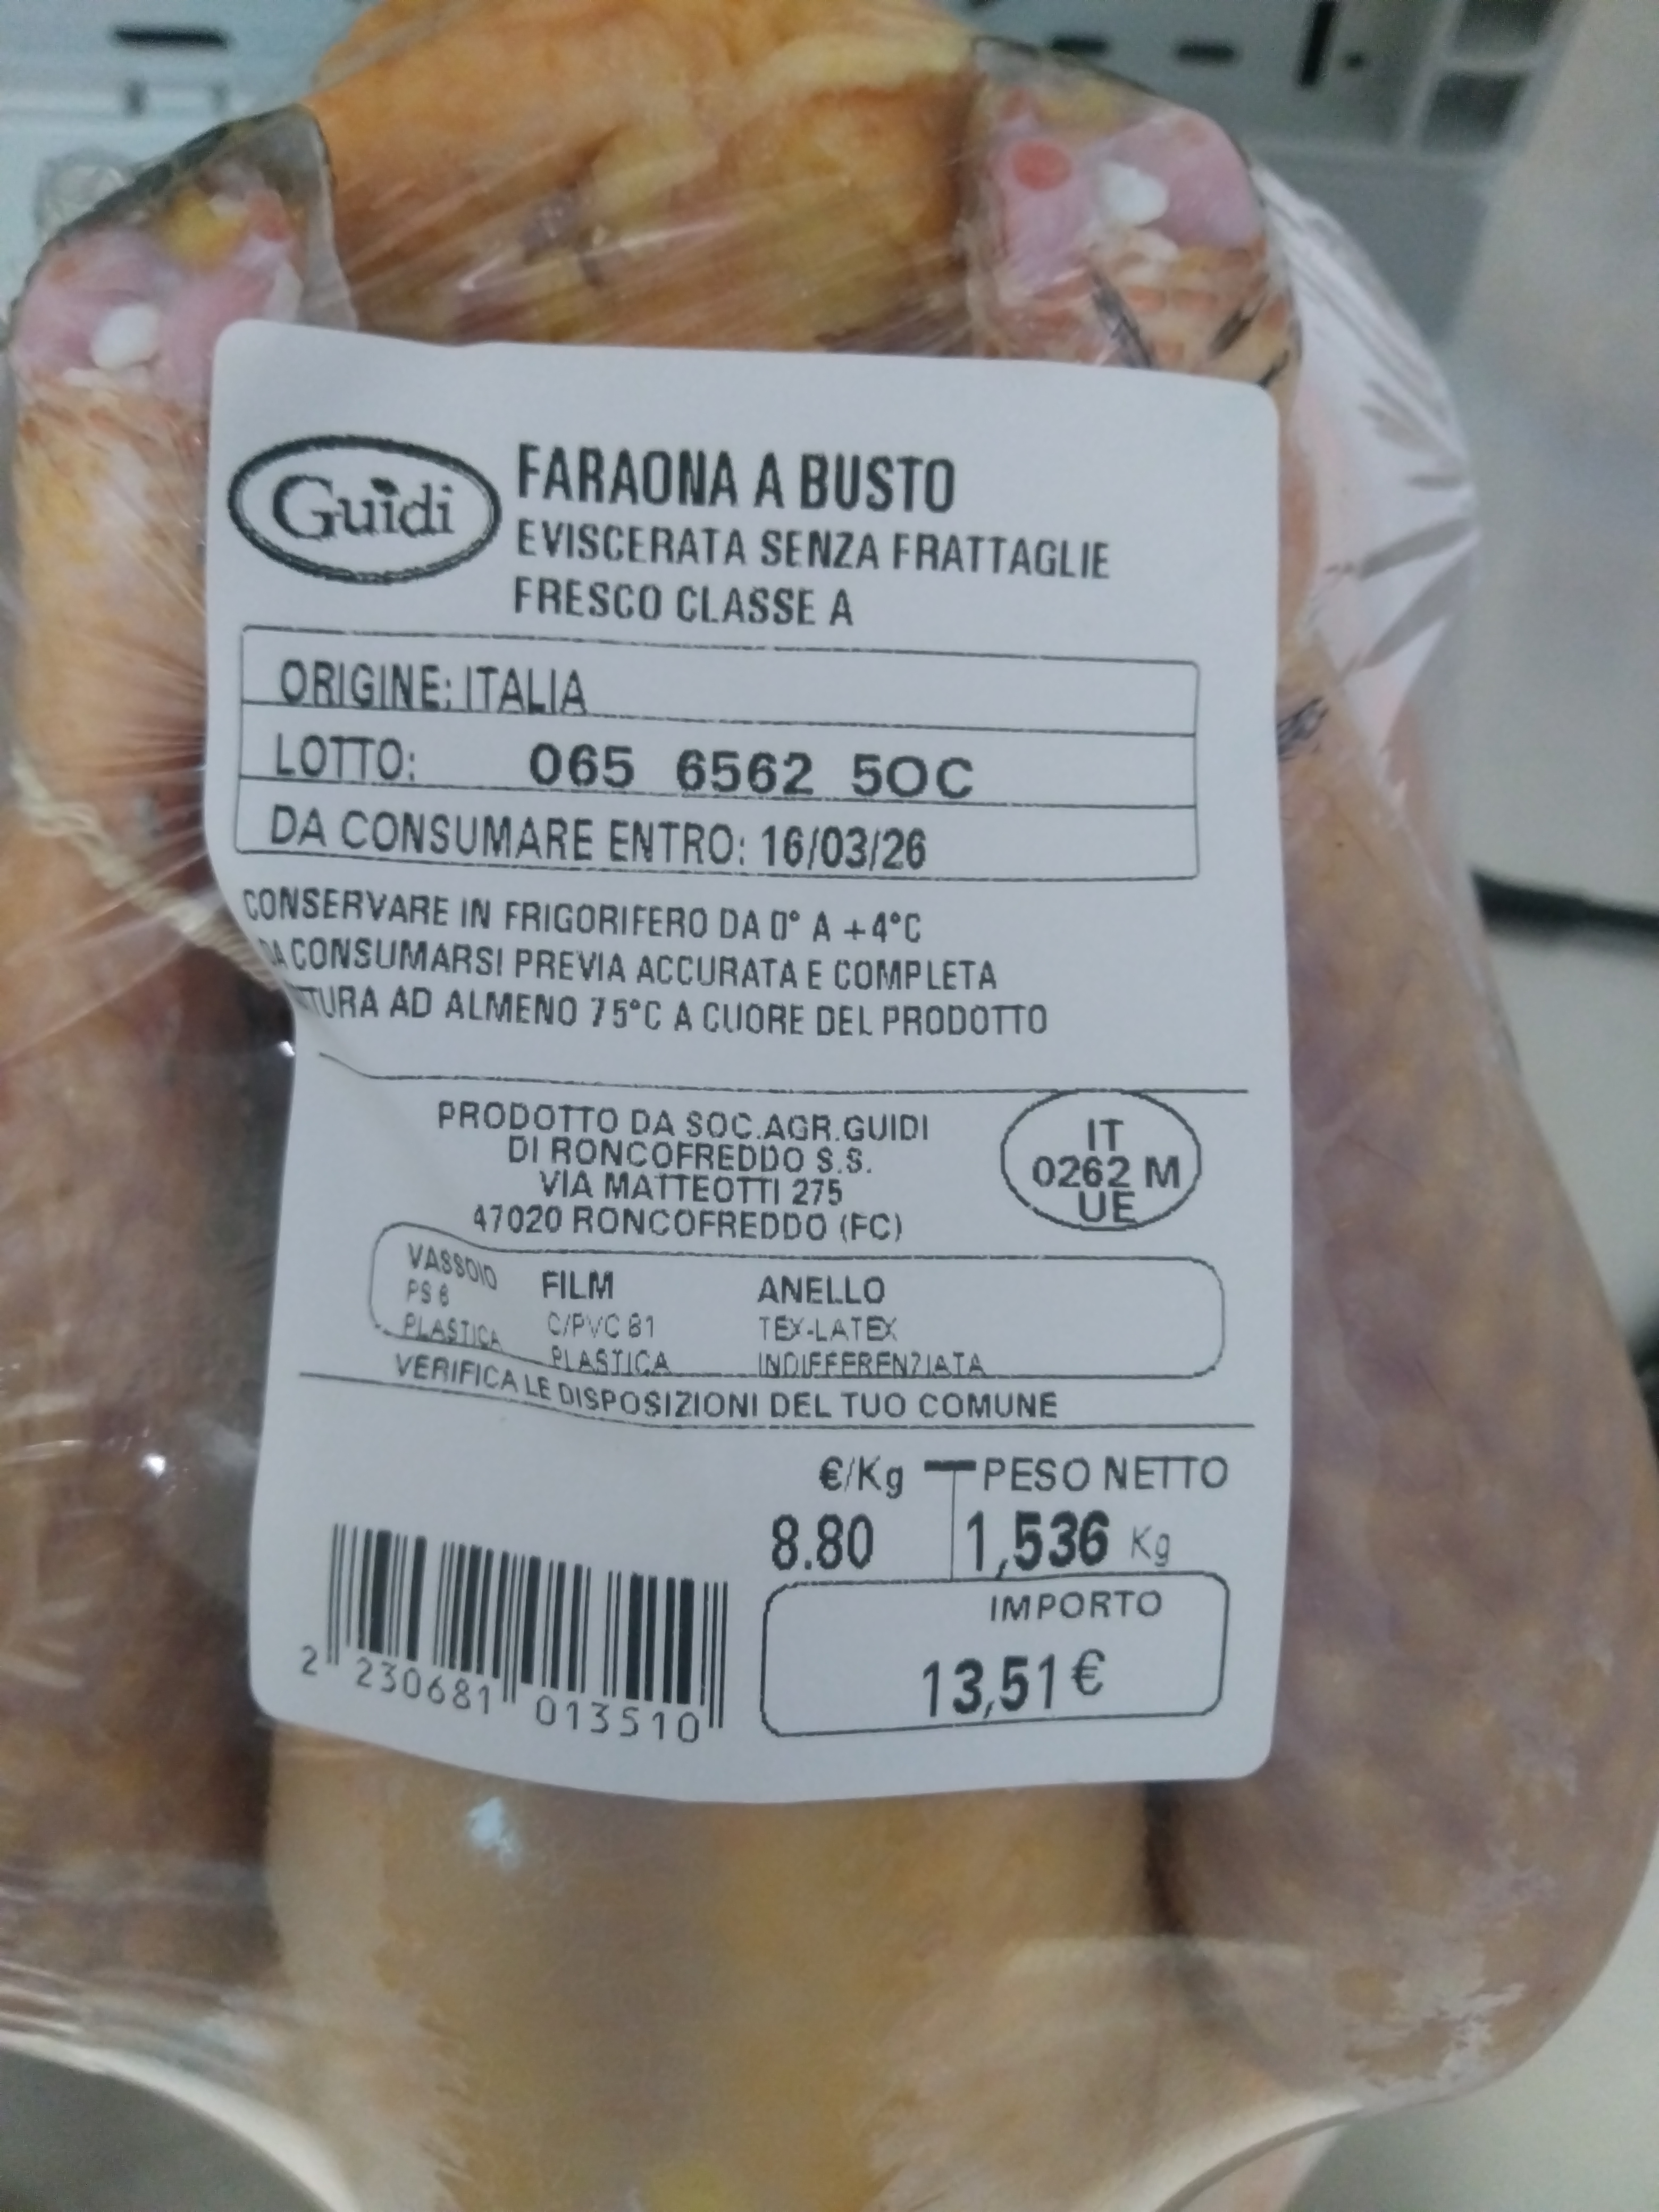 Guidi
FARAONA A BUSTO
EVISCERATA SENZA FRATTAGLIE
FRESCO CLASSE A
ORIGINE: ITALIA
LOTTO: 065 6562 5OC
DA CONSUMARE ENTRO: 16/03/26
CONSERVARE IN FRIGORIFERO DA 0° A +4°C
DA CONSUMARSI PREVIA ACCURATA E COMPLETA
TURA AD ALMENO 75°C A CUORE DEL PRODOTTO
PRODOTTO DA SOC.AGR.GUIDI
DI RONCOFREDDO S.S.
VIA MATTEOTTI 275
47020 RONCOFREDDO (FC)
IT
0262 M
UE
VASSOIO FILM ANELLO
PS 6 C/PVC 81 TEX-LATEX
PLASTICA PLASTICA INDIFFERENZIATA
VERIFICA LE DISPOSIZIONI DEL TUO COMUNE
€/Kg PESO NETTO
8.80 1,536 Kg
IMPORTO
13,51€
2 230681 013510